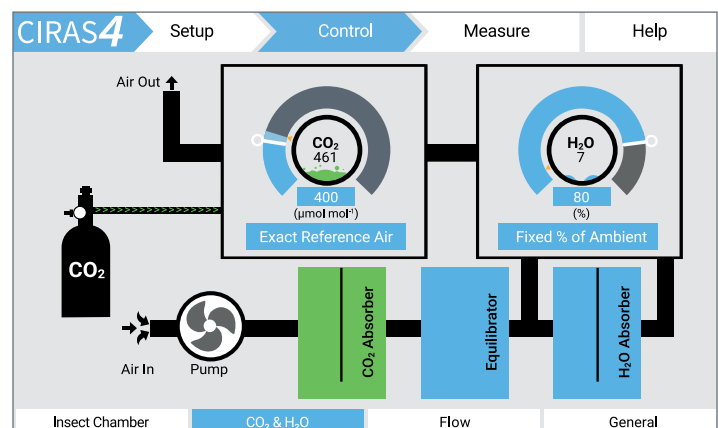 CIRAS4
Setup
Control
Measure
Help
Air Out
CO₂
461
400
(μmol mol⁻¹)
Exact Reference Air
H₂O
7
80
(%)
Fixed % of Ambient
CO₂
Air In
Pump
CO₂ Absorber
Equilibrator
H₂O Absorber
Insect Chamber
CO₂ & H₂O
Flow
General